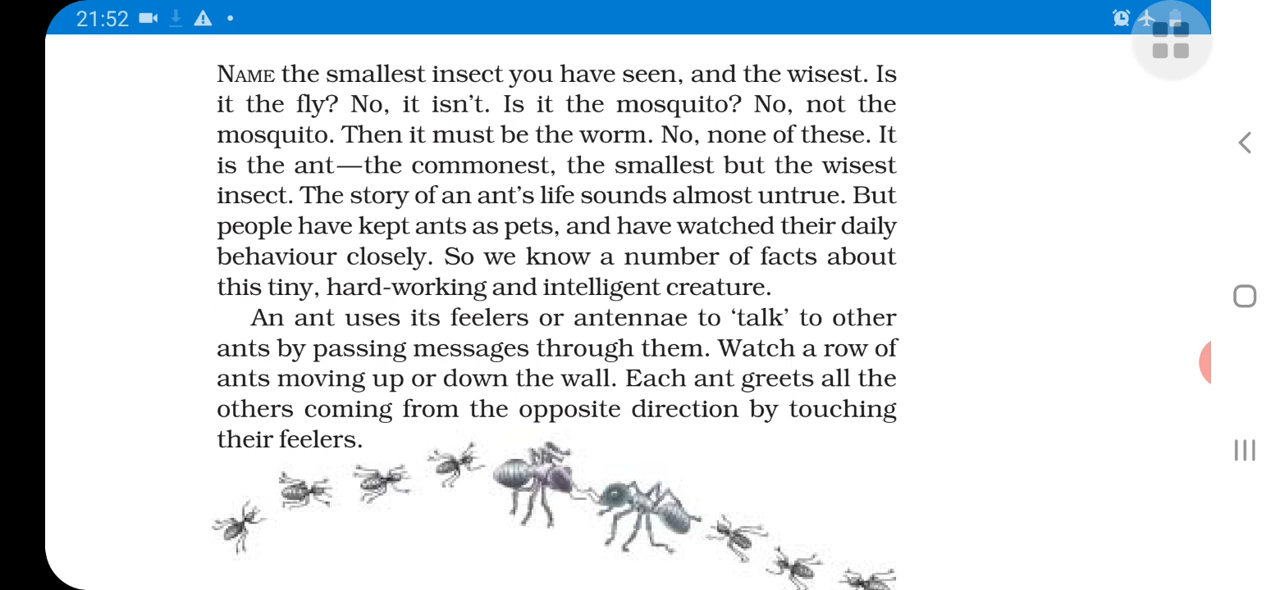 21:52
NAME the smallest insect you have seen, and the wisest. Is
it the fly? No, it isn't. Is it the mosquito? No, not the
mosquito. Then it must be the worm. No, none of these. It
is the ant—the commonest, the smallest but the wisest
insect. The story of an ant's life sounds almost untrue. But
people have kept ants as pets, and have watched their daily
behaviour closely. So we know a number of facts about
this tiny, hard-working and intelligent creature.
An ant uses its feelers or antennae to ‘talk’ to other
ants by passing messages through them. Watch a row of
ants moving up or down the wall. Each ant greets all the
others coming from the opposite direction by touching
their feelers.